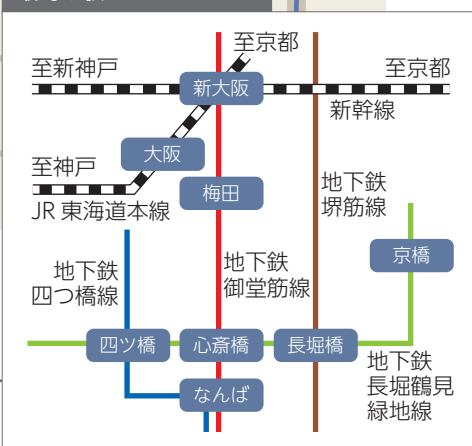 至京都
至新神戸
新大阪
至京都
新幹線
大阪
至神戸
JR 東海道本線
梅田
地下鉄
堺筋線
京橋
地下鉄
四つ橋線
地下鉄
御堂筋線
四ツ橋
心斎橋
長堀橋
地下鉄
長堀鶴見
緑地線
なんば